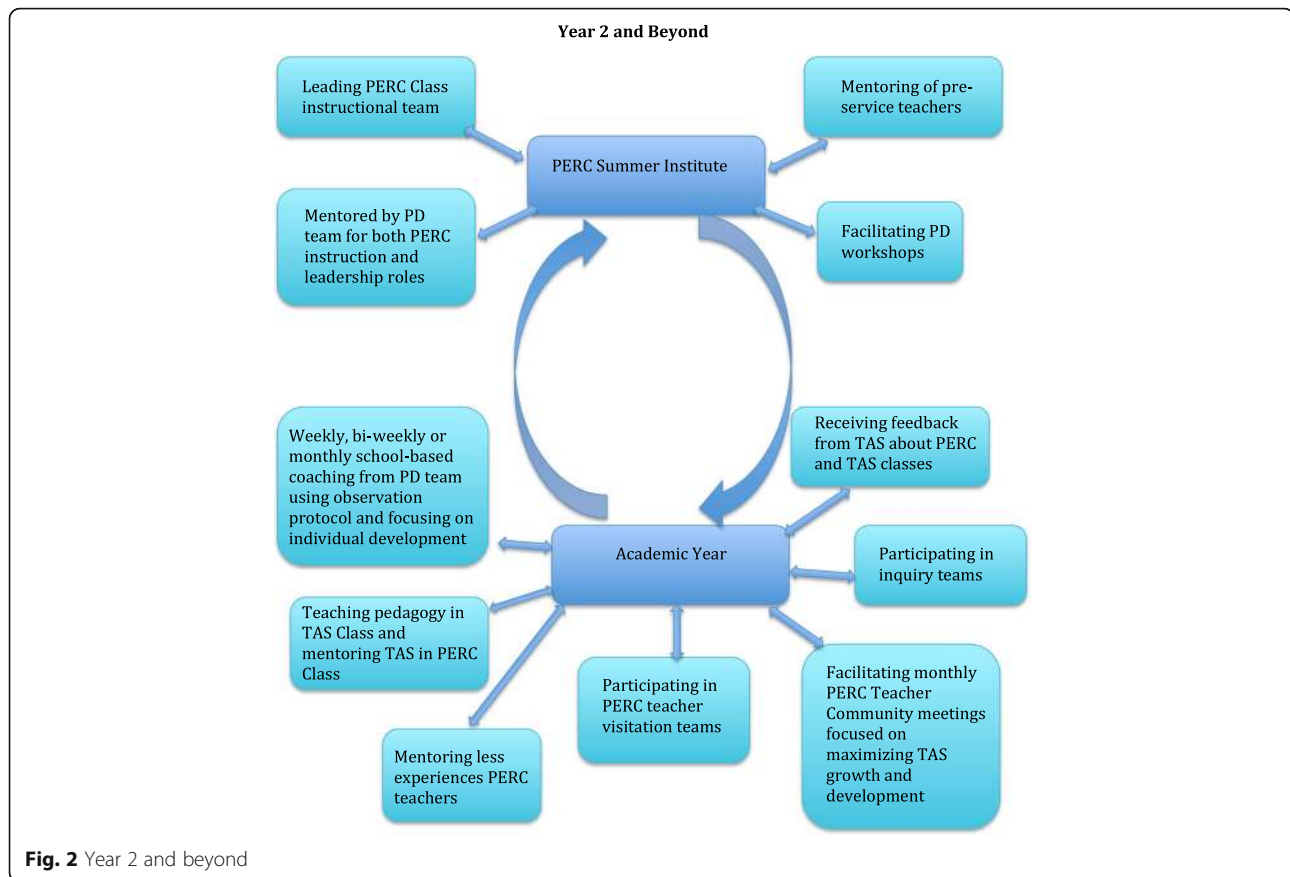 Year 2 and Beyond
Leading PERC Class
instructional team
Mentoring of pre-
service teachers
PERC Summer Institute
Mentored by PD
team for both PERC
instruction and
leadership roles
Facilitating PD
workshops
Weekly, bi-weekly or
monthly school-based
coaching from PD team
using observation
protocol and focusing on
individual development
Receiving feedback
from TAS about PERC
and TAS classes
Academic Year
Participating in
inquiry teams
Teaching pedagogy in
TAS Class and
mentoring TAS in PERC
Class
Participating in
PERC teacher
visitation teams
Facilitating monthly
PERC Teacher
Community meetings
focused on
maximizing TAS
growth and
development
Mentoring less
experiences PERC
teachers
Fig. 2 Year 2 and beyond